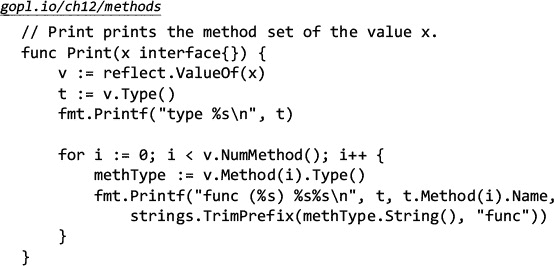 gopl.io/ch12/methods
// Print prints the method set of the value x.
func Print(x interface{}) {
    v := reflect.ValueOf(x)
    t := v.Type()
    fmt.Printf("type %s\n", t)

    for i := 0; i < v.NumMethod(); i++ {
        methType := v.Method(i).Type()
        fmt.Printf("func (%s) %s%s\n", t, t.Method(i).Name,
            strings.TrimPrefix(methType.String(), "func"))
    }
}